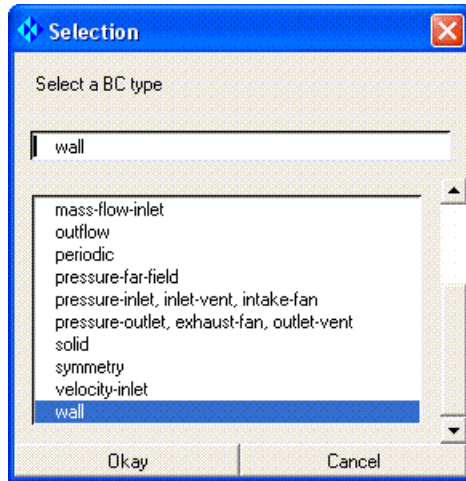 Selection
Select a BC type
wall
mass-flow-inlet
outflow
periodic
pressure-far-field
pressure-inlet, inlet-vent, intake-fan
pressure-outlet, exhaust-fan, outlet-vent
solid
symmetry
velocity-inlet
wall
Okay
Cancel